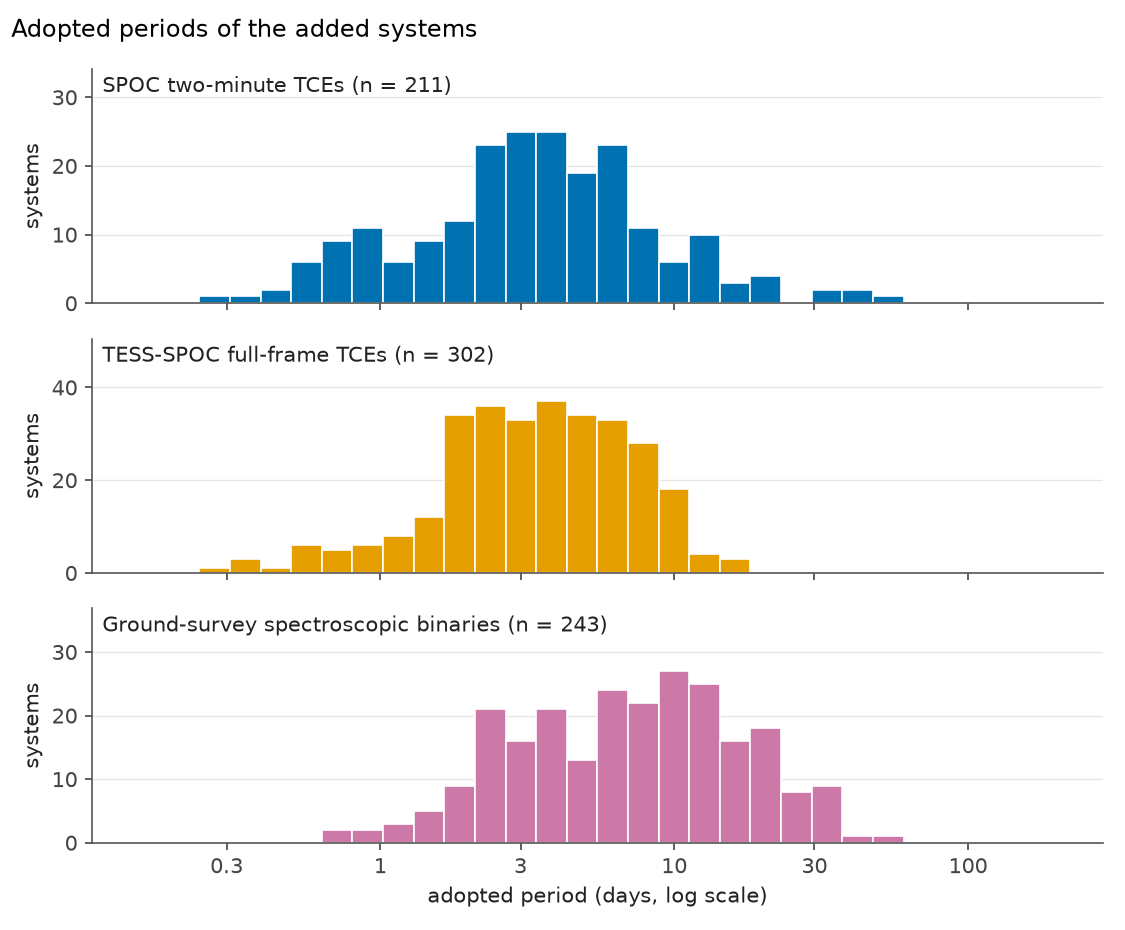 Adopted periods of the added systems
SPOC two-minute TCEs (n = 211)
30
20
10
0
systems
TESS-SPOC full-frame TCEs (n = 302)
40
20
0
systems
Ground-survey spectroscopic binaries (n = 243)
30
20
10
0
systems
0.3 1 3 10 30 100
adopted period (days, log scale)